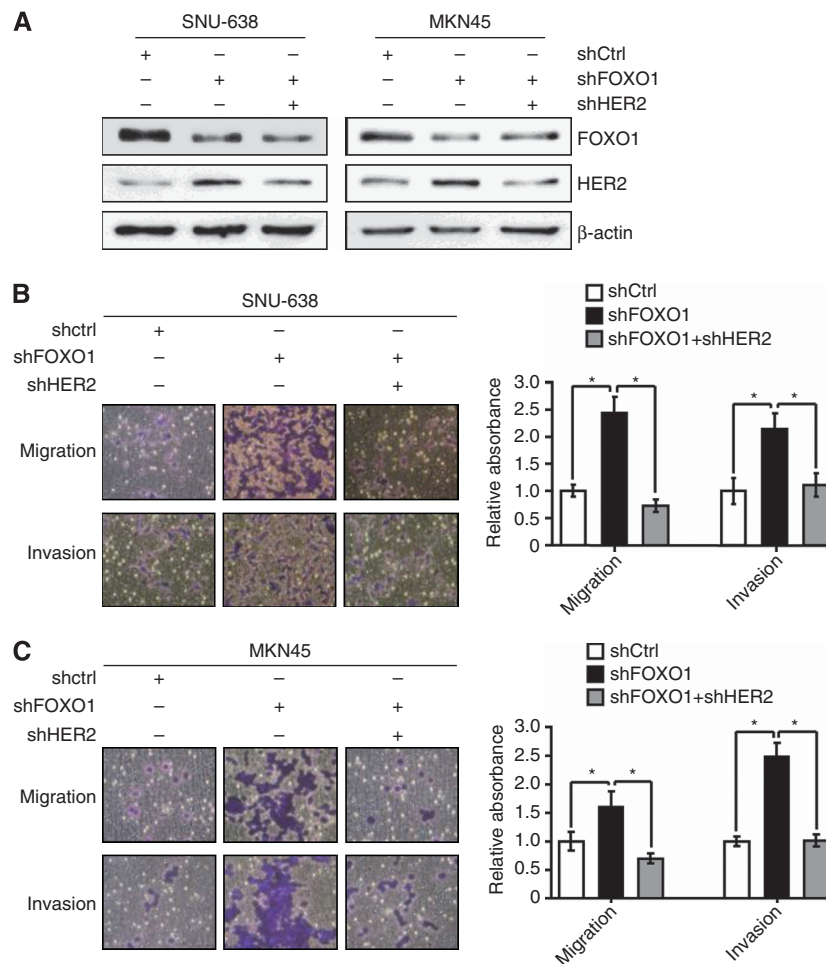 A
SNU-638 MKN45
+ – – + – – shCtrl
– + + – + + shFOXO1
– – + – – + shHER2
FOXO1
HER2
β-actin
B
SNU-638
shctrl + – –
shFOXO1 – + +
shHER2 – – +
Migration
Invasion
shCtrl
shFOXO1
shFOXO1+shHER2
Relative absorbance
3.0
2.5
2.0
1.5
1.0
0.5
0
* * * *
Migration
Invasion
C
MKN45
shctrl + – –
shFOXO1 – + +
shHER2 – – +
Migration
Invasion
shCtrl
shFOXO1
shFOXO1+shHER2
Relative absorbance
3.0
2.5
2.0
1.5
1.0
0.5
0
* * * *
Migration
Invasion